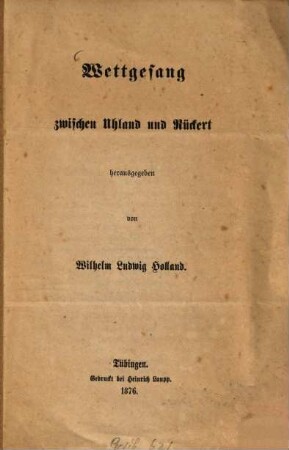 Wettgesang
zwischen Uhland und Rückert
herausgegeben
von
Wilhelm Ludwig Holland.
Tübingen.
Gedruckt bei Heinrich Laupp.
1876.